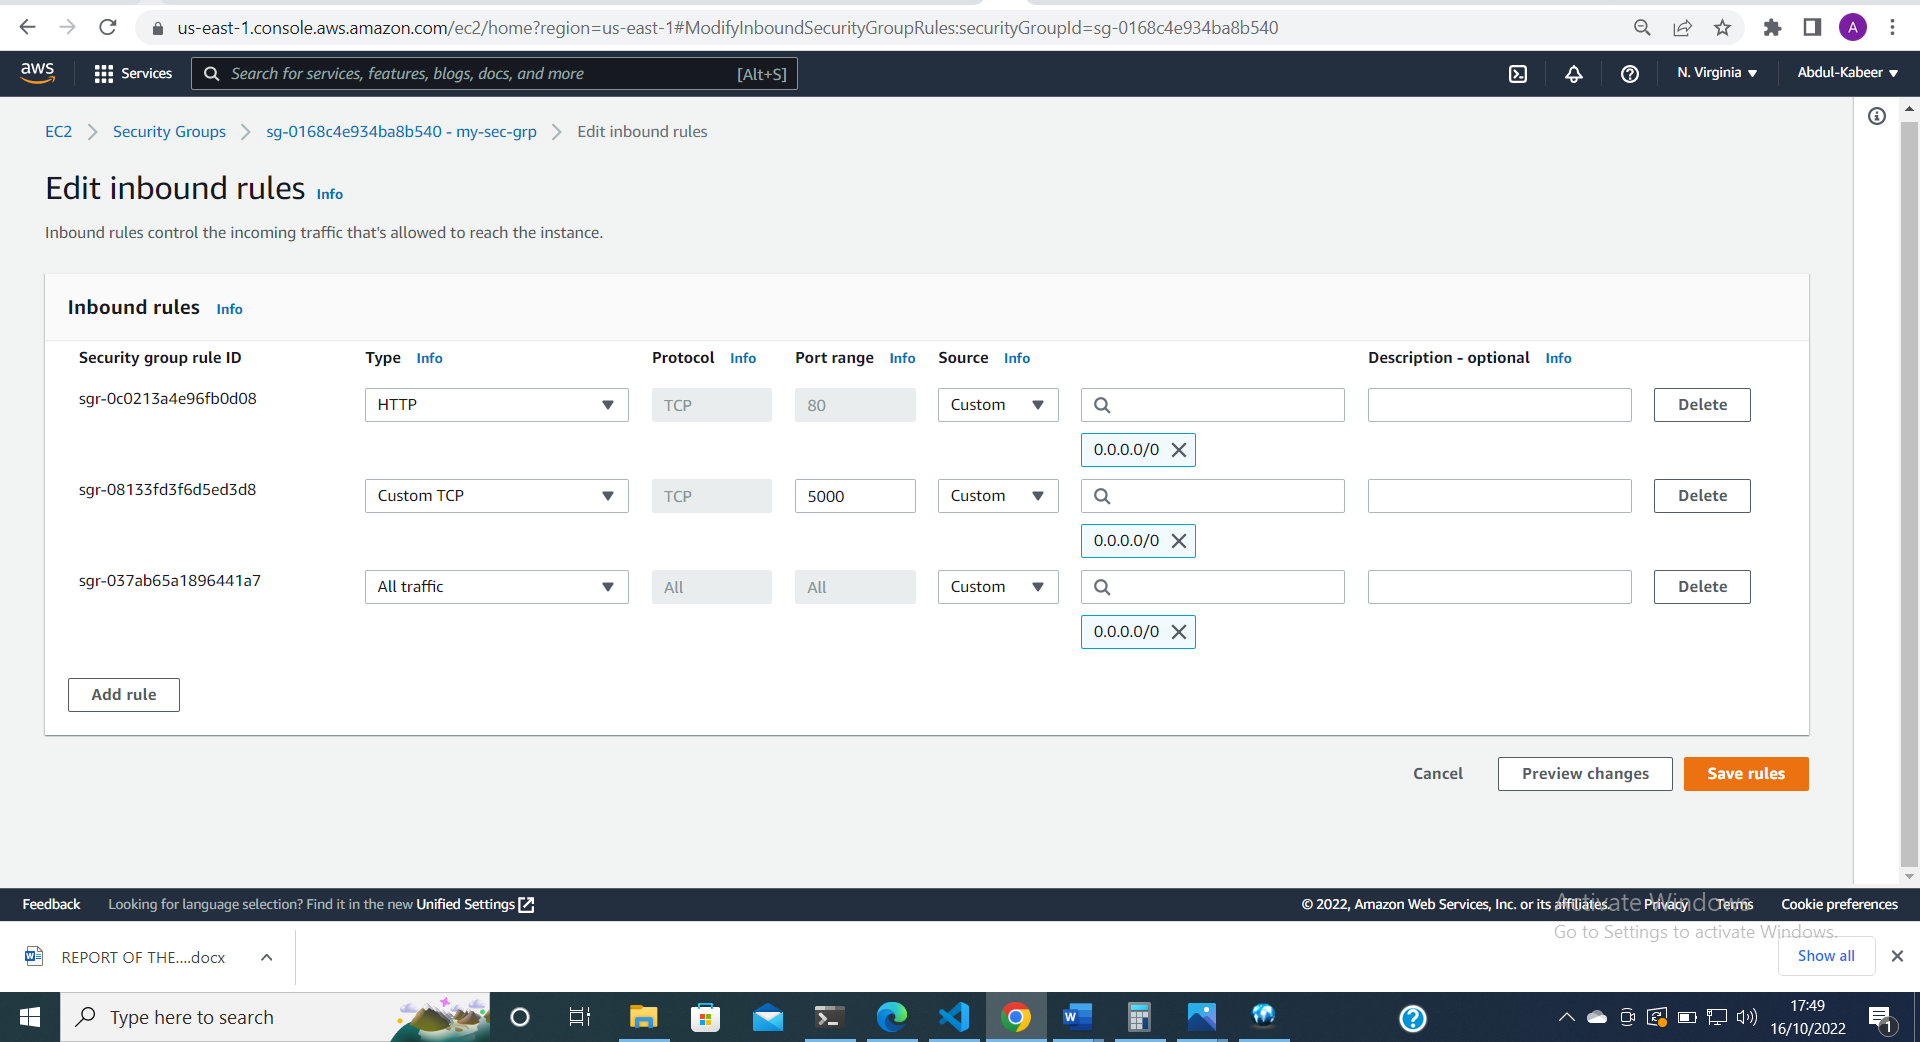 us-east-1.console.aws.amazon.com/ec2/home?region=us-east-1#ModifyInboundSecurityGroupRules:securityGroupId=sg-0168c4e934ba8b540
A
aws
Services
Search for services, features, blogs, docs, and more
[Alt+S]
N. Virginia
Abdul-Kabeer
EC2 Security Groups sg-0168c4e934ba8b540 - my-sec-grp Edit inbound rules
Edit inbound rules Info
Inbound rules control the incoming traffic that's allowed to reach the instance.
Inbound rules Info
Security group rule ID Type Info Protocol Info Port range Info Source Info Description - optional Info
sgr-0c0213a4e96fb0d08 HTTP TCP 80 Custom Delete
0.0.0.0/0
sgr-08133fd3f6d5ed3d8 Custom TCP TCP 5000 Custom Delete
0.0.0.0/0
sgr-037ab65a1896441a7 All traffic All All Custom Delete
0.0.0.0/0
Add rule
Cancel Preview changes Save rules
Feedback Looking for language selection? Find it in the new Unified Settings © 2022, Amazon Web Services, Inc. or its affiliates. Privacy Terms Cookie preferences
Activate Windows
Go to Settings to activate Windows.
REPORT OF THE....docx
Show all
Type here to search
17:49
16/10/2022
1